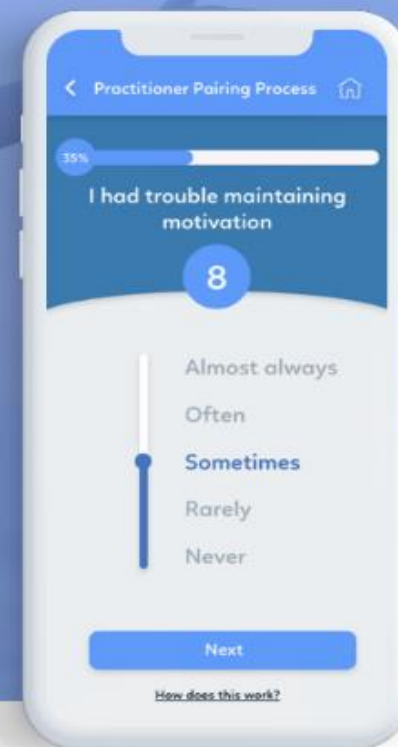 Practitioner Pairing Process
35%
I had trouble maintaining
motivation
8
Almost always
Often
Sometimes
Rarely
Never
Next
How does this work?